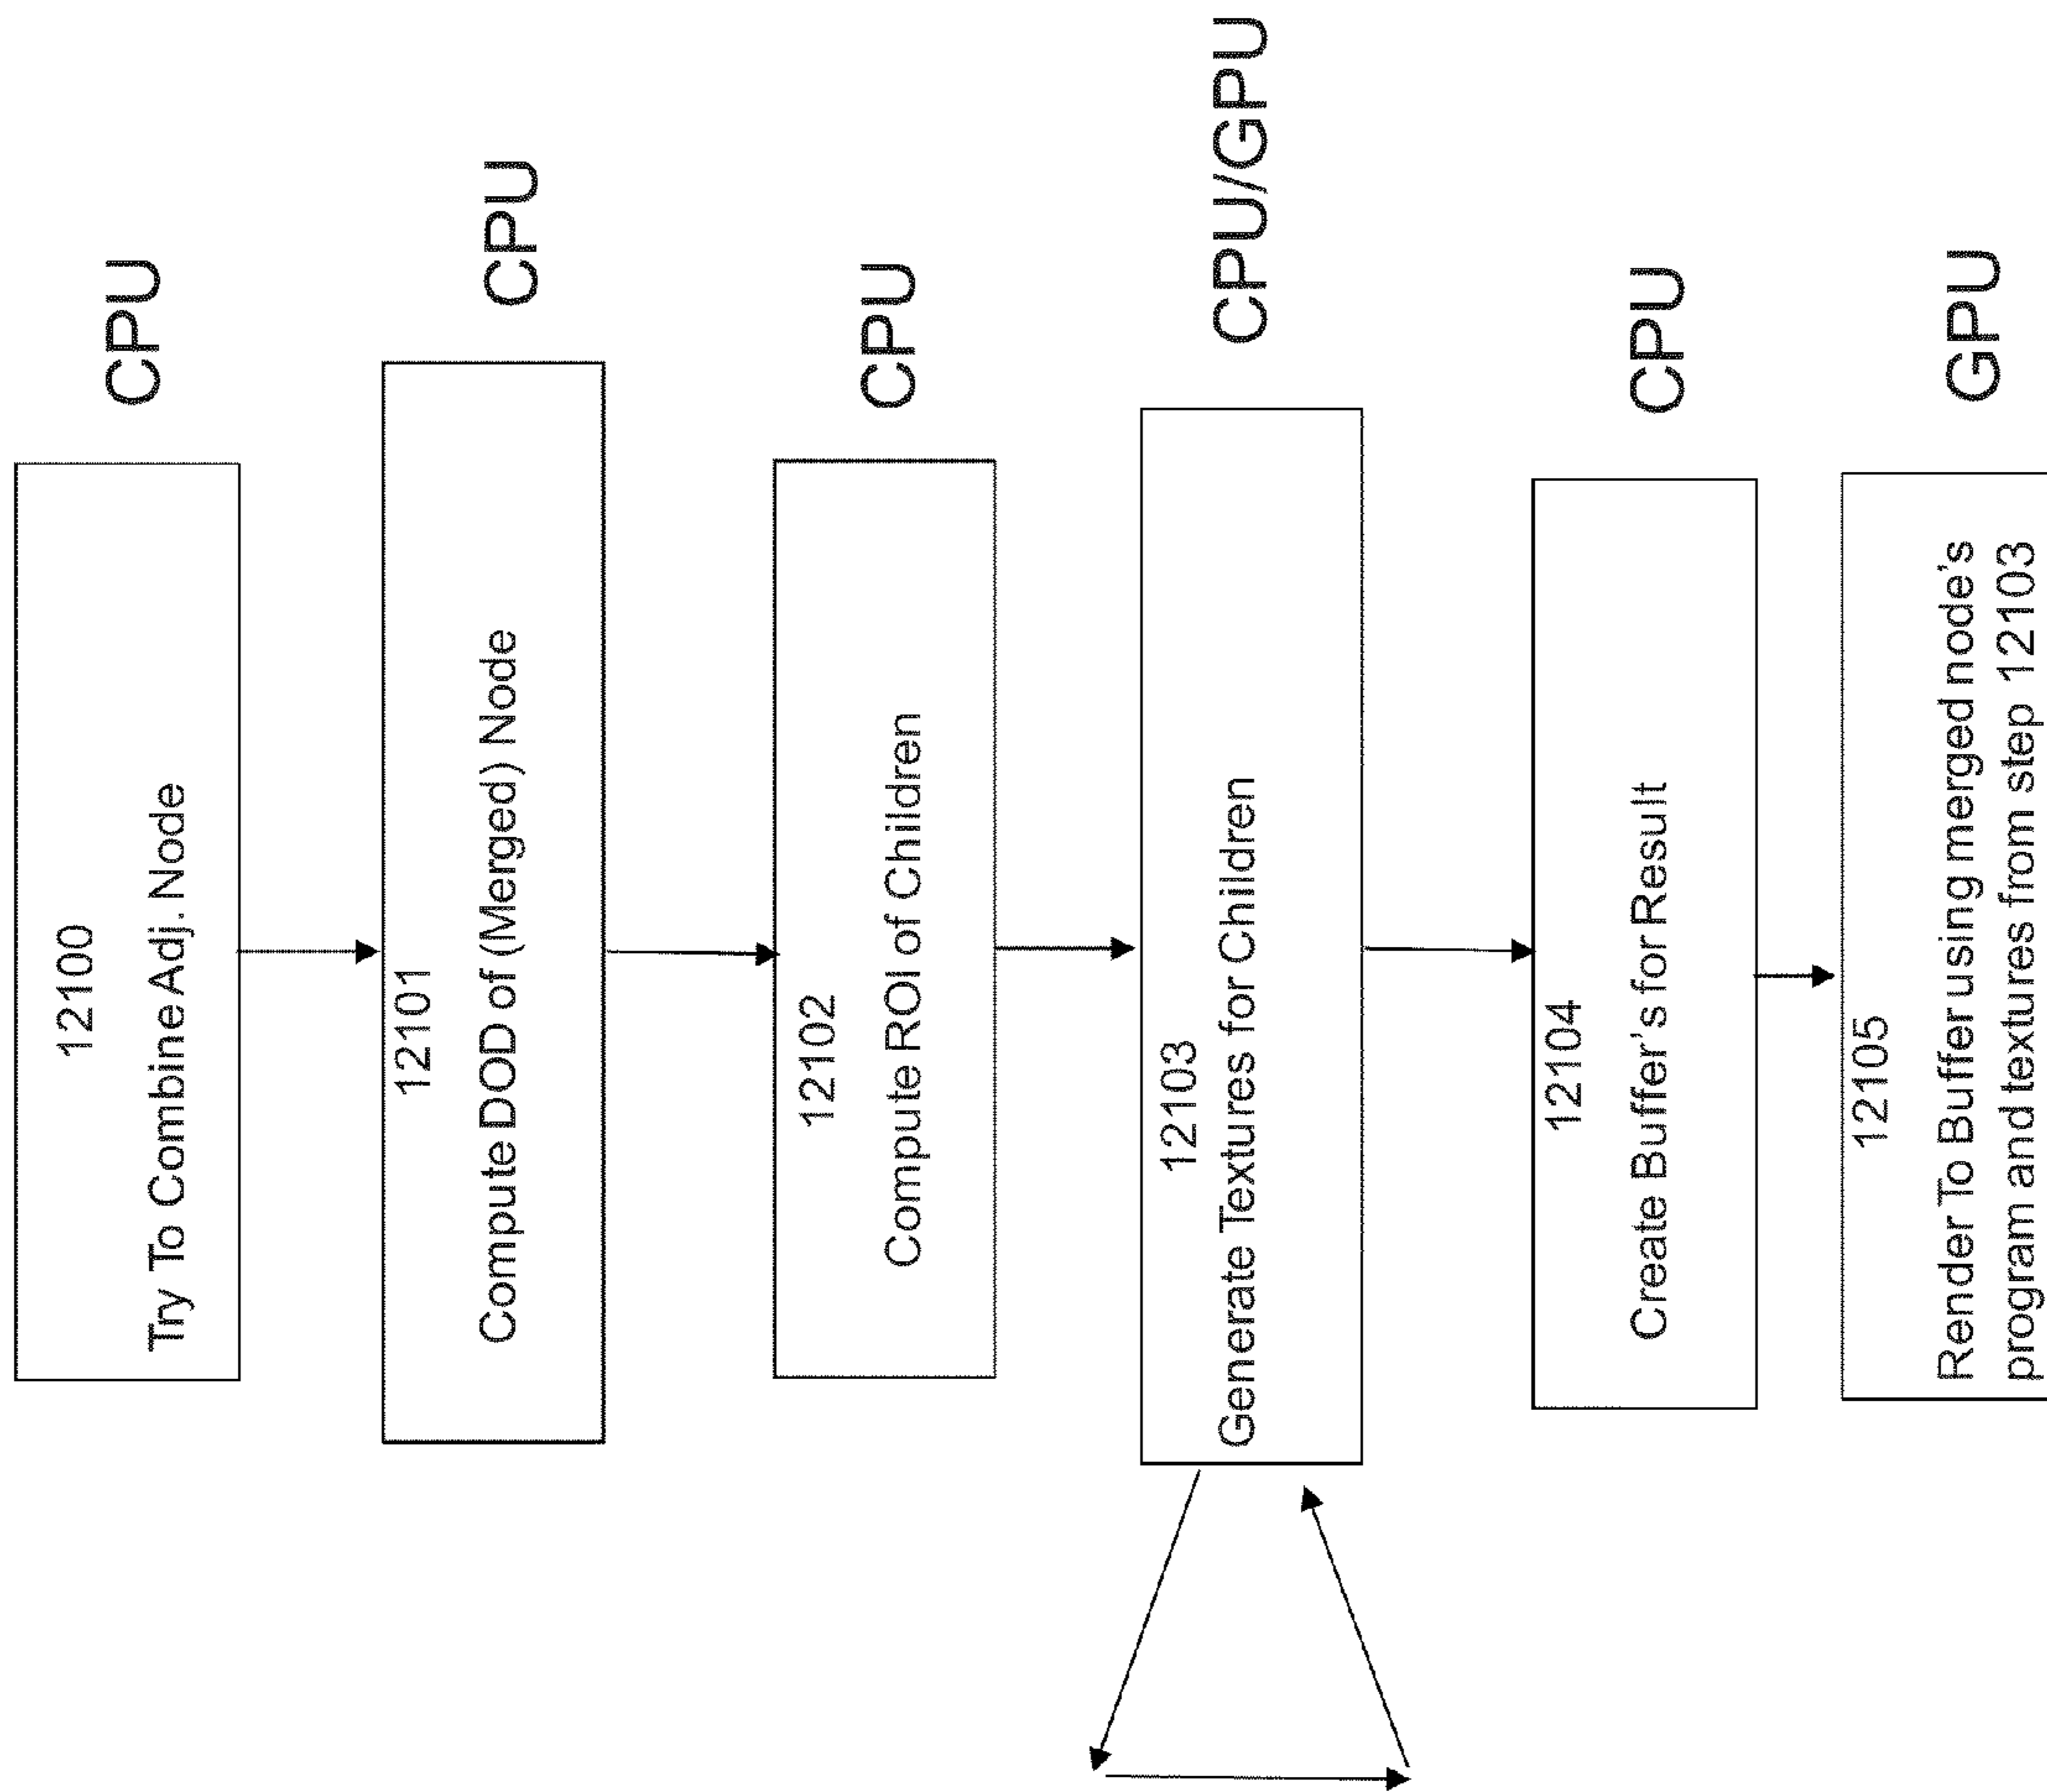 12100
Try To Combine Adj. Node
CPU
12101
Compute DOD of (Merged) Node
CPU
12102
Compute ROI of Children
CPU
12103
Generate Textures for Children
CPU/GPU
12104
Create Buffer's for Result
CPU
12105
Render To Buffer using merged node's
program and textures from step 12103
GPU